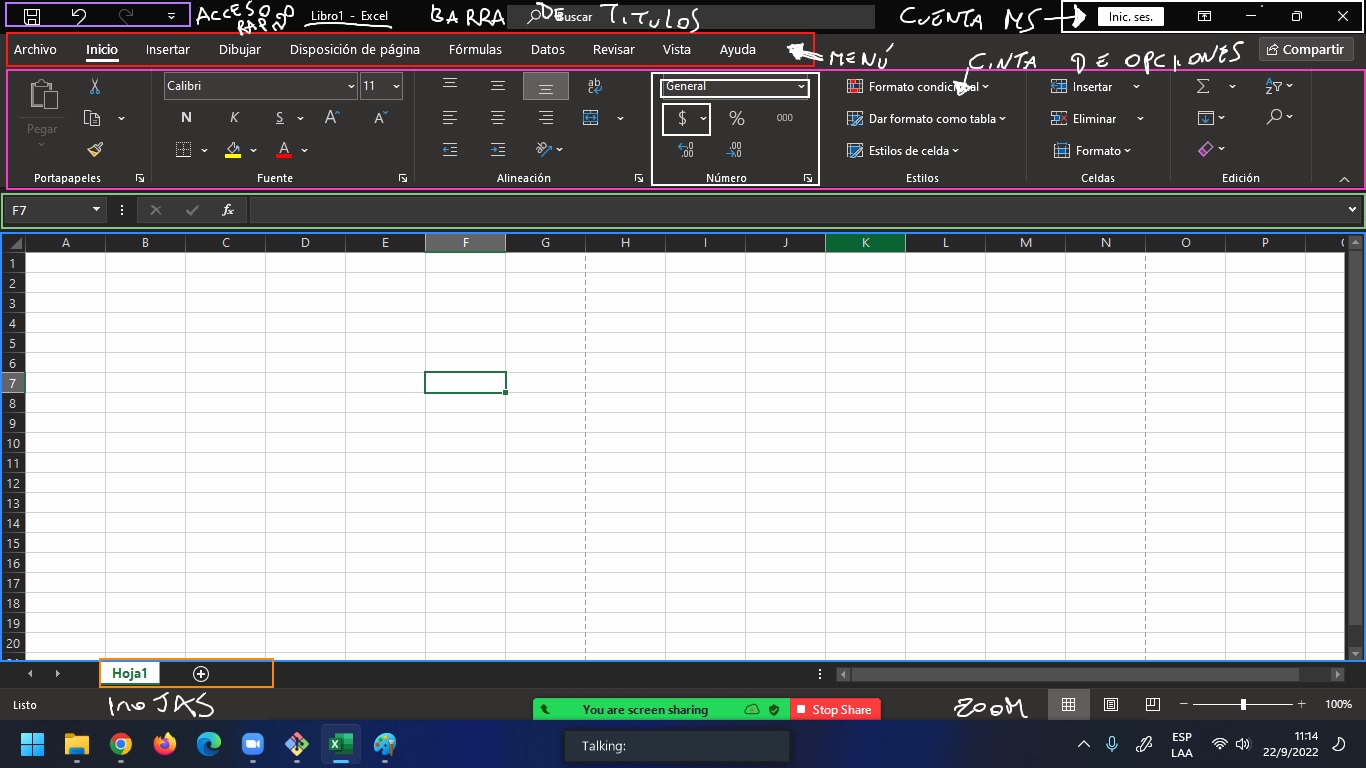 ACCESO RAPIDO Libro1 - Excel BARRA DE TITULOS Buscar CUENTA MS Inic. ses.
Archivo Inicio Insertar Dibujar Disposición de página Fórmulas Datos Revisar Vista Ayuda MENÚ CINTA DE OPCIONES Compartir
Calibri 11 ab c General Formato condicional Insertar Σ A Z
Pegar N K S A A $ % 000 Dar formato como tabla Eliminar
A ab ,00 ,00 Estilos de celda Formato
Portapapeles Fuente Alineación Número Estilos Celdas Edición
F7 fx
A B C D E F G H I J K L M N O P
1
2
3
4
5
6
7
8
9
10
11
12
13
14
15
16
17
18
19
20
Hoja1
Listo You are screen sharing Stop Share ZOOM 100%
Talking:
ESP 11:14
LAA 22/9/2022